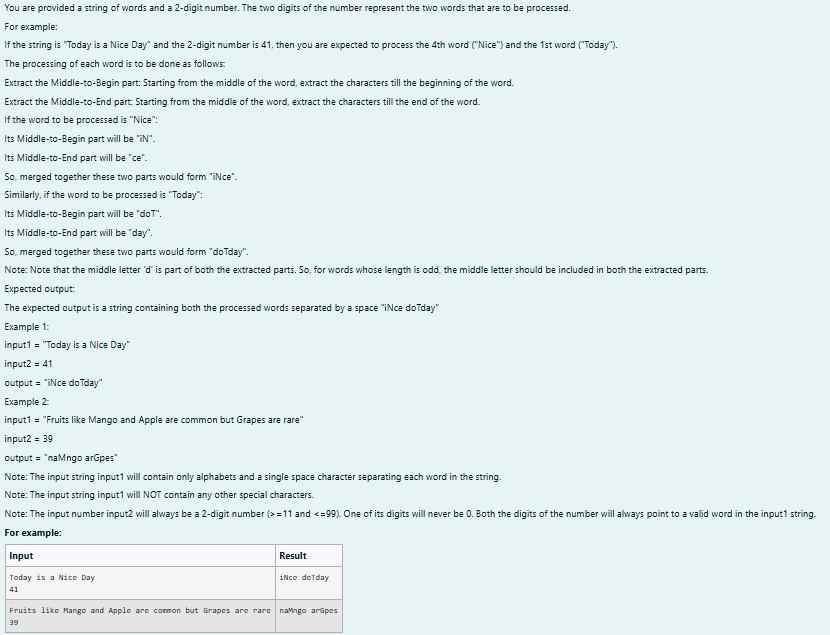 You are provided a string of words and a 2-digit number. The two digits of the number represent the two words that are to be processed.
For example:
If the string is "Today is a Nice Day" and the 2-digit number is 41, then you are expected to process the 4th word ("Nice") and the 1st word ("Today").
The processing of each word is to be done as follows:
Extract the Middle-to-Begin part: Starting from the middle of the word, extract the characters till the beginning of the word.
Extract the Middle-to-End part: Starting from the middle of the word, extract the characters till the end of the word.
If the word to be processed is "Nice":
Its Middle-to-Begin part will be "iN".
Its Middle-to-End part will be "ce".
So, merged together these two parts would form "iNce".
Similarly, if the word to be processed is "Today":
Its Middle-to-Begin part will be "doT".
Its Middle-to-End part will be "day".
So, merged together these two parts would form "doTday".
Note: Note that the middle letter 'd' is part of both the extracted parts. So, for words whose length is odd, the middle letter should be included in both the extracted parts.
Expected output:
The expected output is a string containing both the processed words separated by a space "iNce doTday"
Example 1:
input1 = "Today is a Nice Day"
input2 = 41
output = "iNce doTday"
Example 2:
input1 = "Fruits like Mango and Apple are common but Grapes are rare"
input2 = 39
output = "naMngo arGpes"
Note: The input string input1 will contain only alphabets and a single space character separating each word in the string.
Note: The input string input1 will NOT contain any other special characters.
Note: The input number input2 will always be a 2-digit number (>=11 and <=99). One of its digits will never be 0. Both the digits of the number will always point to a valid word in the input1 string.
For example:
Input Result
Today is a Nice Day iNce doTday
41
Fruits like Mango and Apple are common but Grapes are rare naMngo arGpes
39